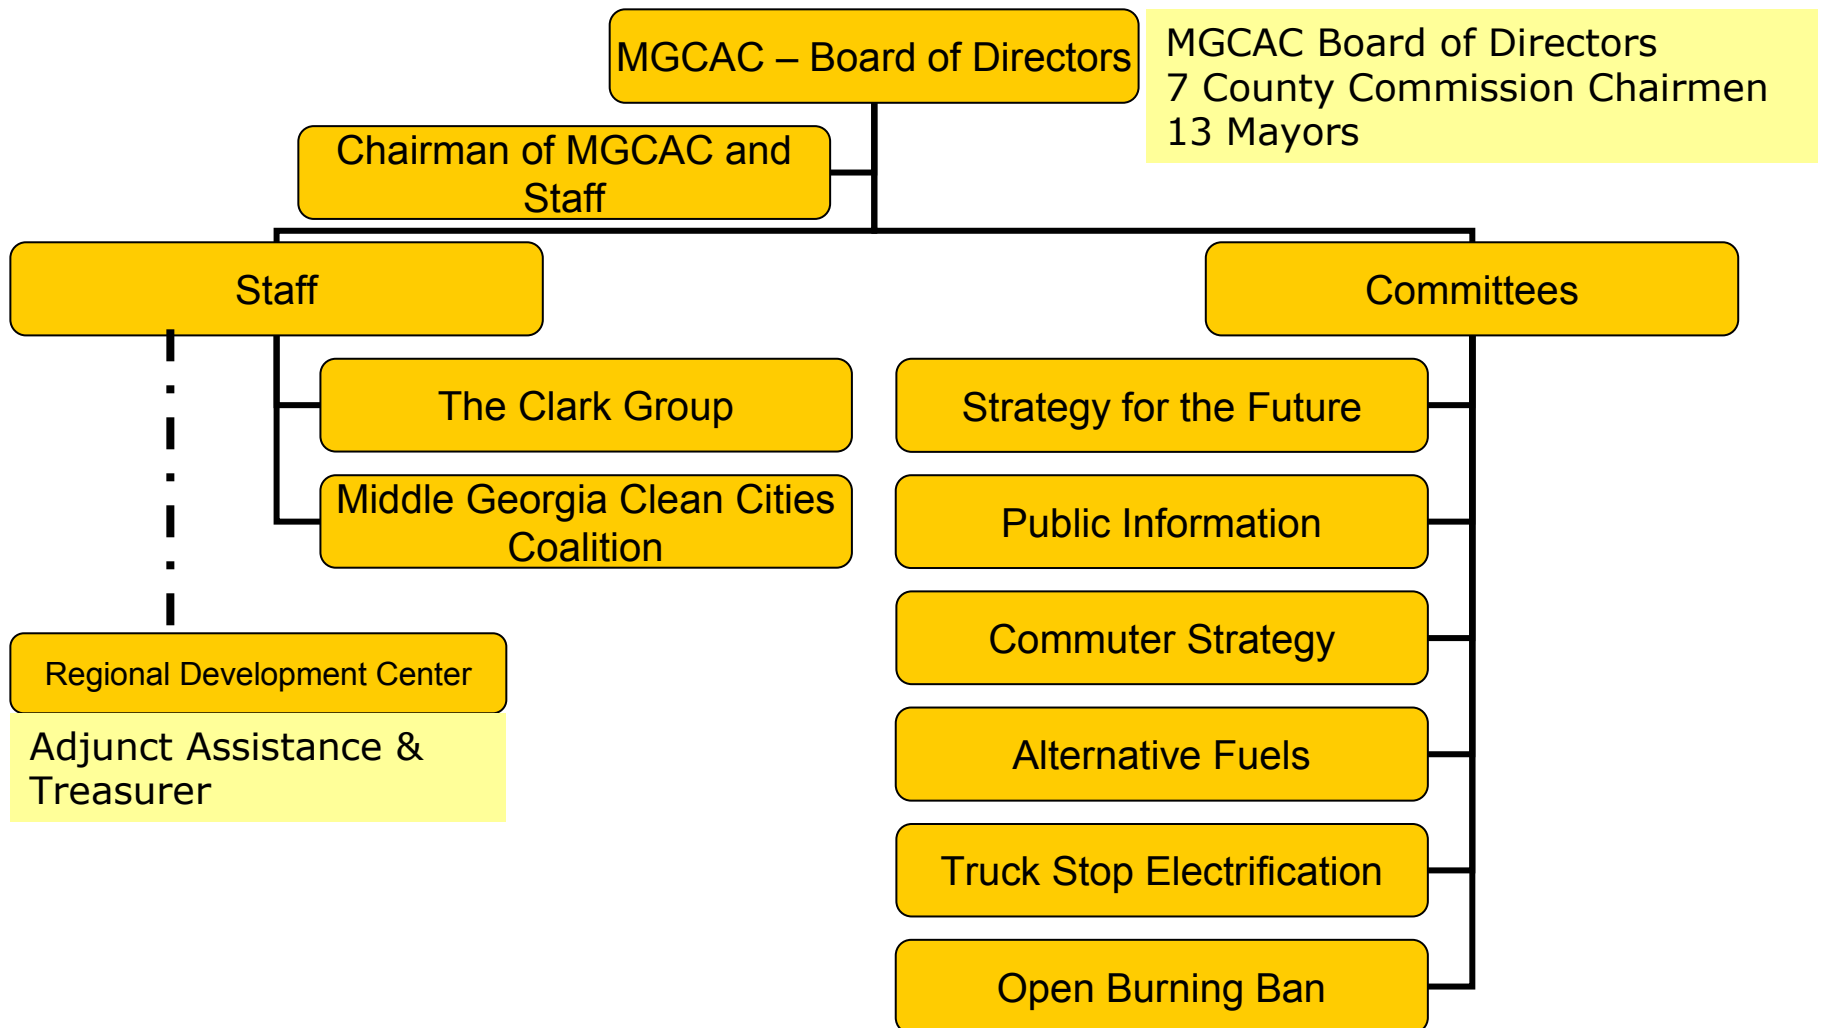 MGCAC – Board of Directors
MGCAC Board of Directors
7 County Commission Chairmen
13 Mayors
Chairman of MGCAC and
Staff
Staff
Committees
The Clark Group
Middle Georgia Clean Cities
Coalition
Regional Development Center
Adjunct Assistance &
Treasurer
Strategy for the Future
Public Information
Commuter Strategy
Alternative Fuels
Truck Stop Electrification
Open Burning Ban